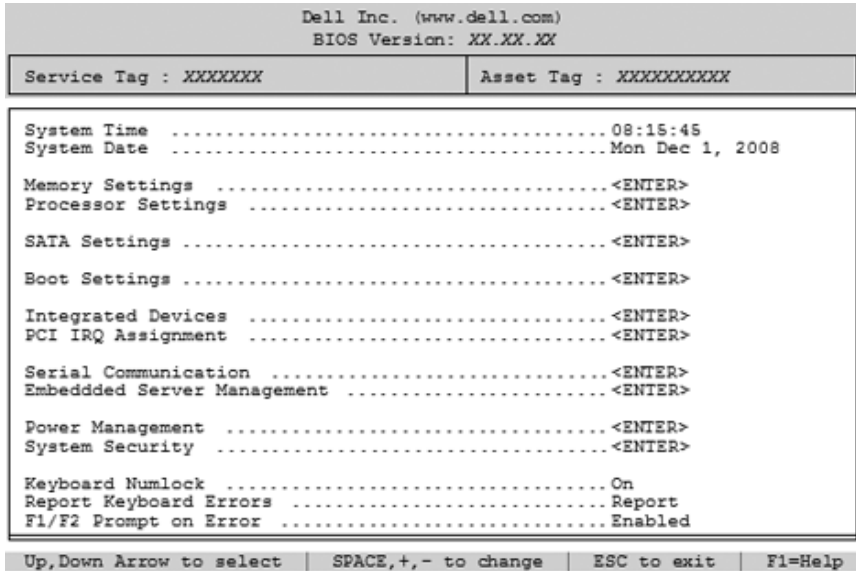 Dell Inc. (www.dell.com)
BIOS Version: XX.XX.XX
Service Tag : XXXXXXX Asset Tag : XXXXXXXXXX
System Time ...................................... 08:15:45
System Date ...................................... Mon Dec 1, 2008
Memory Settings .................................. <ENTER>
Processor Settings ............................... <ENTER>
SATA Settings ..................................... <ENTER>
Boot Settings ..................................... <ENTER>
Integrated Devices ............................... <ENTER>
PCI IRQ Assignment ............................... <ENTER>
Serial Communication ............................. <ENTER>
Embeddded Server Management ....................... <ENTER>
Power Management ................................. <ENTER>
System Security .................................. <ENTER>
Keyboard Numlock ................................. On
Report Keyboard Errors ........................... Report
F1/F2 Prompt on Error ............................ Enabled
Up,Down Arrow to select | SPACE,+,- to change | ESC to exit | F1=Help